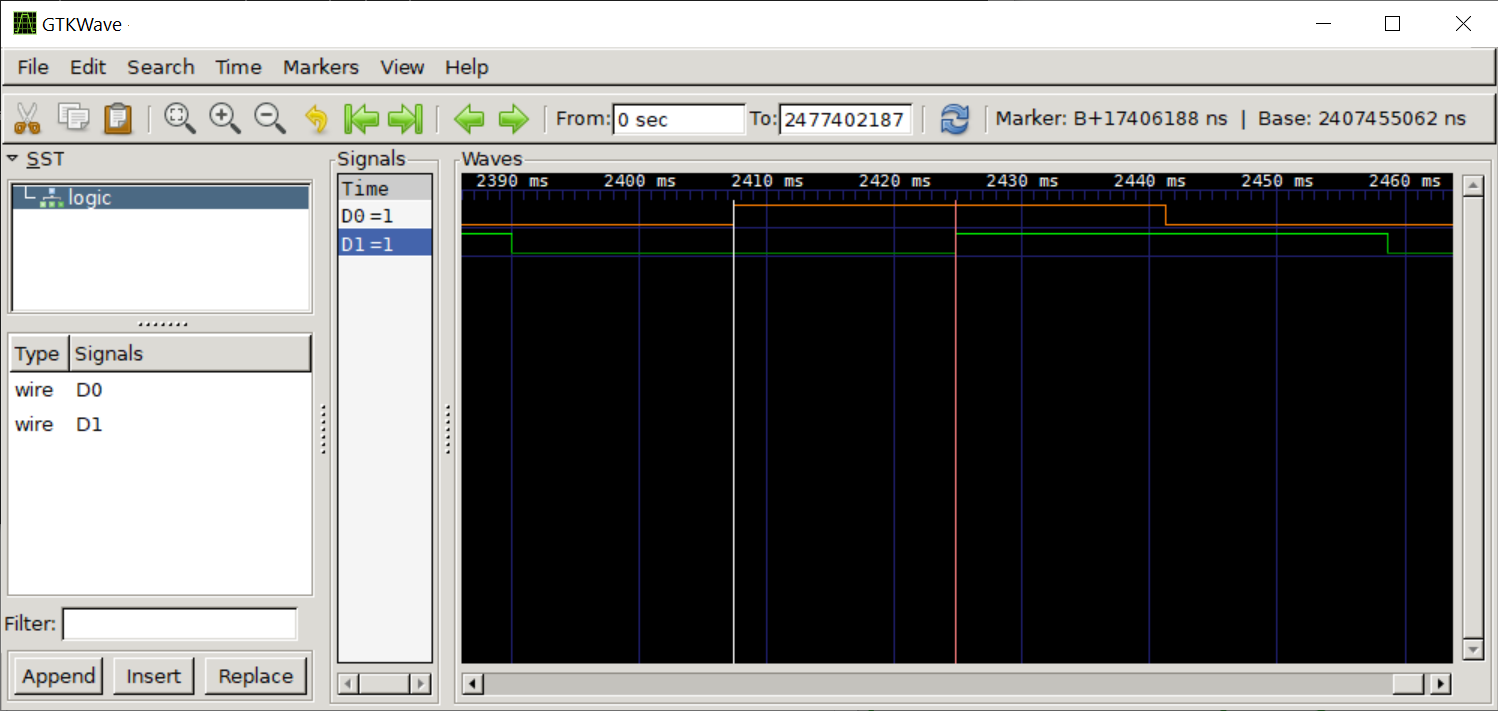 GTKWave
File Edit Search Time Markers View Help
From: 0 sec To: 2477402187 Marker: B+17406188 ns | Base: 2407455062 ns
SST
logic
Type Signals
wire D0
wire D1
Filter:
Append Insert Replace
Signals
Time
D0 =1
D1 =1
Waves
2390 ms 2400 ms 2410 ms 2420 ms 2430 ms 2440 ms 2450 ms 2460 ms